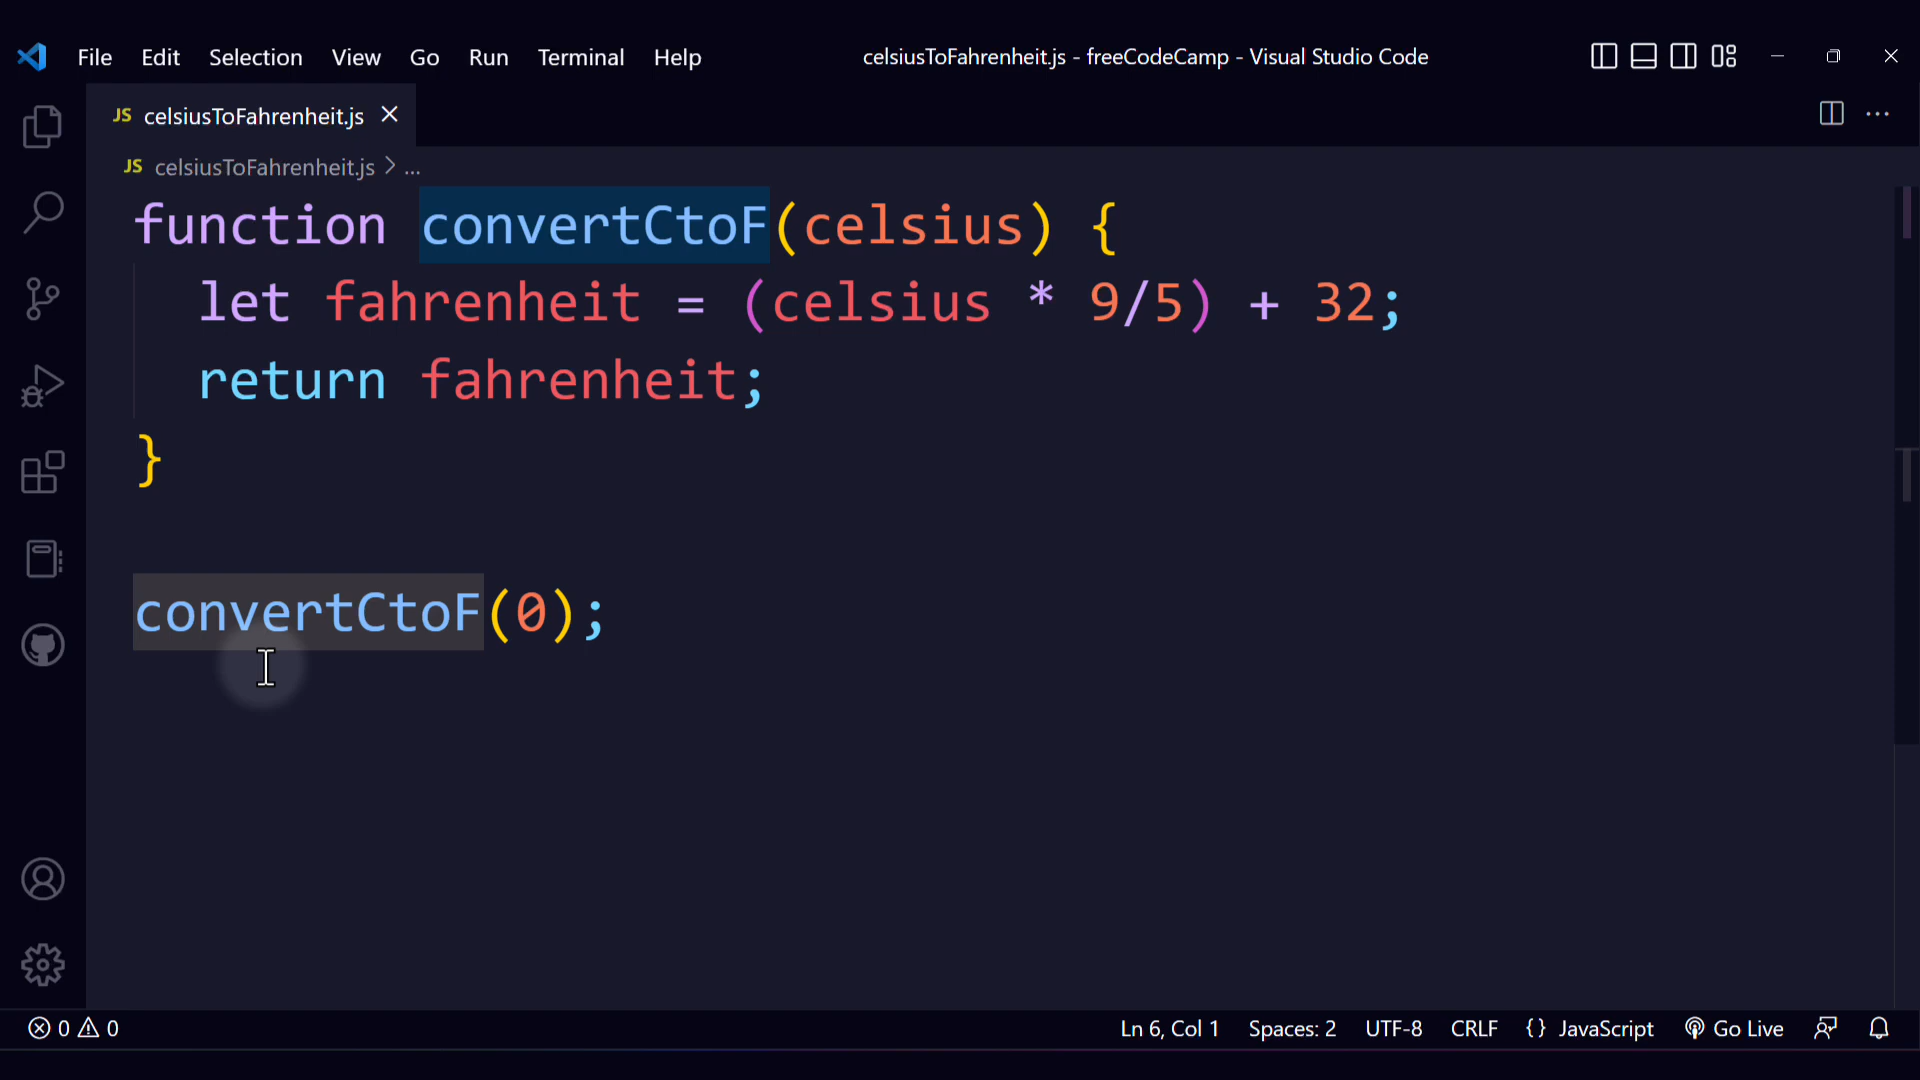 File Edit Selection View Go Run Terminal Help celsiusToFahrenheit.js - freeCodeCamp - Visual Studio Code
JS celsiusToFahrenheit.js
JS celsiusToFahrenheit.js > ...
function convertCtoF(celsius) {
  let fahrenheit = (celsius * 9/5) + 32;
  return fahrenheit;
}
convertCtoF(0);
0 0 Ln 6, Col 1 Spaces: 2 UTF-8 CRLF {} JavaScript Go Live